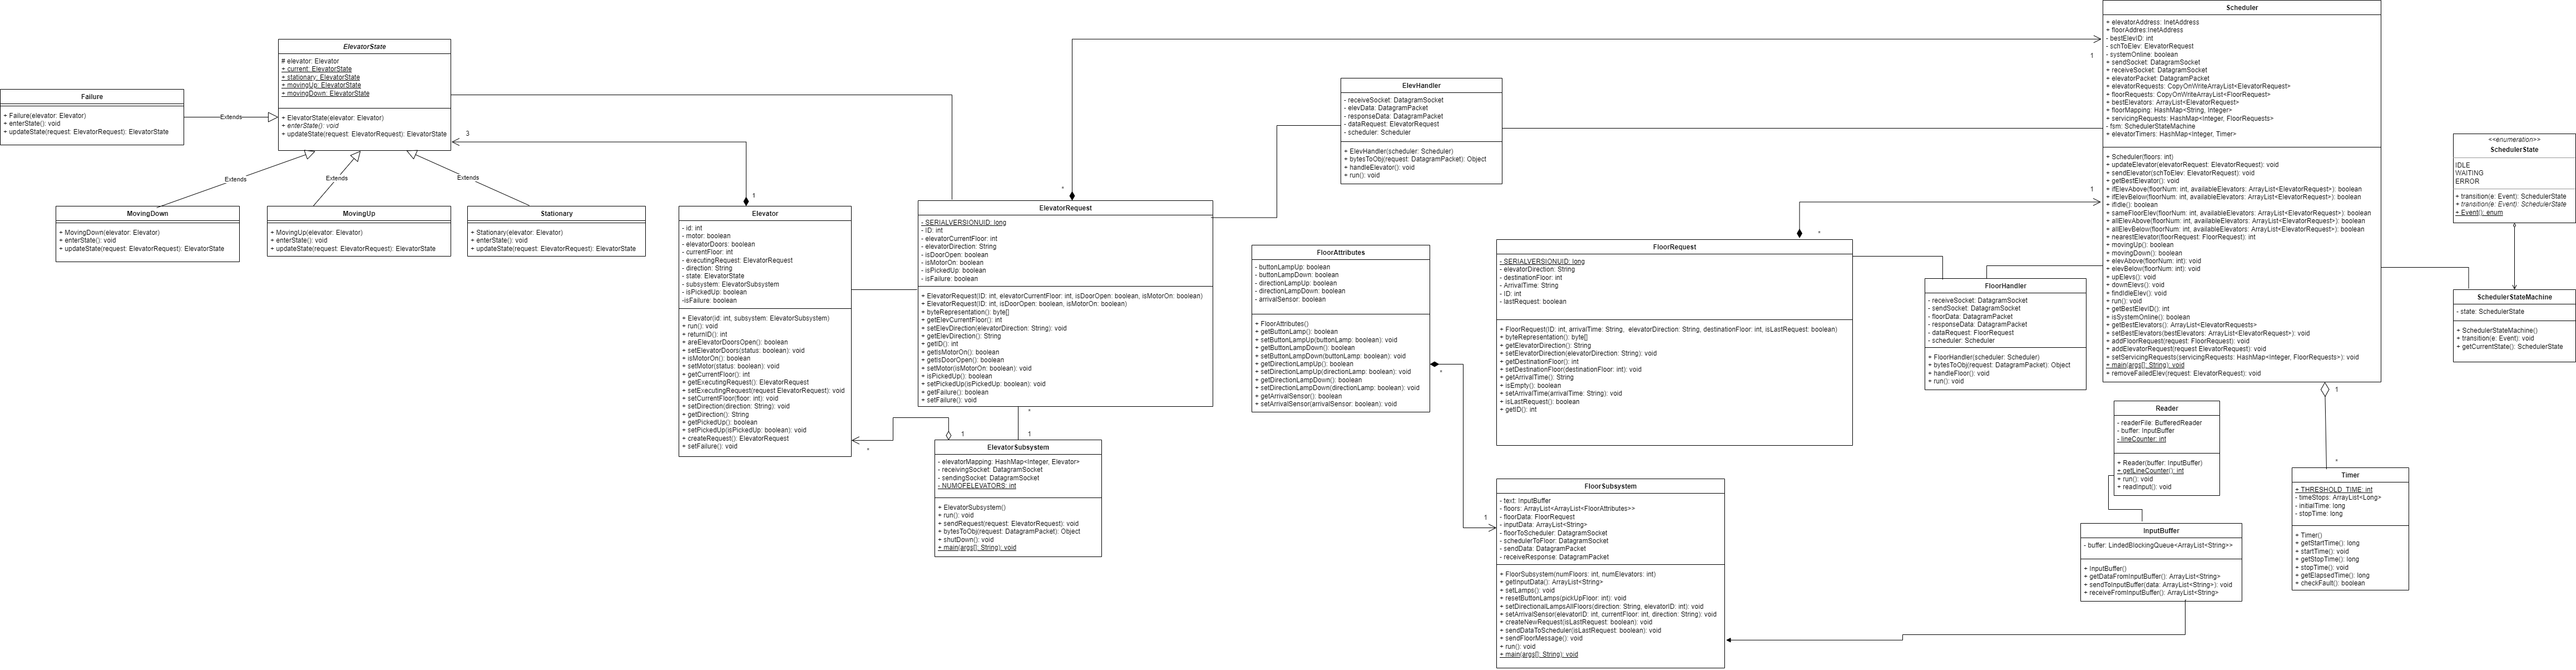 ElevatorState
# elevator: Elevator
+ current: ElevatorState
+ stationary: ElevatorState
+ movingUp: ElevatorState
+ movingDown: ElevatorState
+ ElevatorState(elevator: Elevator)
+ enterState(): void
+ updateState(request: ElevatorRequest): ElevatorState
Failure
+ Failure(elevator: Elevator)
+ enterState(): void
+ updateState(request: ElevatorRequest): ElevatorState
Extends
Extends
Extends
Extends
3
1
MovingDown
+ MovingDown(elevator: Elevator)
+ enterState(): void
+ updateState(request: ElevatorRequest): ElevatorState
MovingUp
+ MovingUp(elevator: Elevator)
+ enterState(): void
+ updateState(request: ElevatorRequest): ElevatorState
Stationary
+ Stationary(elevator: Elevator)
+ enterState(): void
+ updateState(request: ElevatorRequest): ElevatorState
Elevator
- id: int
- motor: boolean
- elevatorDoors: boolean
- currentFloor: int
- executingRequest: ElevatorRequest
- direction: String
- state: ElevatorState
- subsystem: ElevatorSubsystem
- isPickedUp: boolean
-isFailure: boolean
+ Elevator(id: int, subsystem: ElevatorSubsystem)
+ run(): void
+ returnID(): int
+ areElevatorDoorsOpen(): boolean
+ setElevatorDoors(status: boolean): void
+ isMotorOn(): boolean
+ setMotor(status: boolean): void
+ getCurrentFloor(): int
+ getExecutingRequest(): ElevatorRequest
+ setExecutingRequest(request:ElevatorRequest): void
+ setCurrentFloor(floor: int): void
+ setDirection(direction: String): void
+ getDirection(): String
+ getPickedUp(): boolean
+ setPickedUp(isPickedUp: boolean): void
+ createRequest(): ElevatorRequest
+ setFailure(): void
*
ElevatorRequest
- SERIALVERSIONUID: long
- ID: int
- elevatorCurrentFloor: int
- elevatorDirection: String
- isDoorOpen: boolean
- isMotorOn: boolean
- isPickedUp: boolean
- isFailure: boolean
+ ElevatorRequest(ID: int, elevatorCurrentFloor: int, isDoorOpen: boolean, isMotorOn: boolean)
+ ElevatorRequest(ID: int, isDoorOpen: boolean, isMotorOn: boolean)
+ byteRepresentation(): byte[]
+ getElevCurrentFloor(): int
+ setElevDirection(elevatorDirection: String): void
+ getElevDirection(): String
+ getID(): int
+ getIsMotorOn(): boolean
+ getIsDoorOpen(): boolean
+ setMotor(isMotorOn: boolean): void
+ isPickedUp(): boolean
+ setPickedUp(isPickedUp: boolean): void
+ getFailure(): boolean
+ setFailure(): void
*
1
1
*
ElevatorSubsystem
- elevatorMapping: HashMap<Integer, Elevator>
- receivingSocket: DatagramSocket
- sendingSocket: DatagramSocket
- NUMOFELEVATORS: int
+ ElevatorSubsystem()
+ run(): void
+ sendRequest(request: ElevatorRequest): void
+ bytesToObj(request: DatagramPacket): Object
+ shutDown(): void
+ main(args[]: String): void
ElevHandler
- receiveSocket: DatagramSocket
- elevData: DatagramPacket
- responseData: DatagramPacket
- dataRequest: ElevatorRequest
- scheduler: Scheduler
+ ElevHandler(scheduler: Scheduler)
+ bytesToObj(request: DatagramPacket): Object
+ handleElevator(): void
+ run(): void
FloorAttributes
- buttonLampUp: boolean
- buttonLampDown: boolean
- directionLampUp: boolean
- directionLampDown: boolean
- arrivalSensor: boolean
+ FloorAttributes()
+ getButtonLamp(): boolean
+ setButtonLampUp(buttonLamp: boolean): void
+ getButtonLampDown(): boolean
+ setButtonLampDown(buttonLamp: boolean): void
+ getDirectionLampUp(): boolean
+ setDirectionLampUp(directionLamp: boolean): void
+ getDirectionLampDown(): boolean
+ setDirectionLampDown(directionLamp: boolean): void
+ getArrivalSensor(): boolean
+ setArrivalSensor(arrivalSensor: boolean): void
*
1
FloorRequest
- SERIALVERSIONUID: long
- elevatorDirection: String
- destinationFloor: int
- ArrivalTime: String
- ID: int
- lastRequest: boolean
+ FloorRequest(ID: int, arrivalTime: String,  elevatorDirection: String, destinationFloor: int, isLastRequest: boolean)
+ byteRepresentation(): byte[]
+ getElevatorDirection(): String
+ setElevatorDirection(elevatorDirection: String): void
+ getDestinationFloor(): int
+ setDestinationFloor(destinationFloor: int): void
+ getArrivalTime(): String
+ isEmpty(): boolean
+ setArrivalTime(arrivalTime: String): void
+ isLastRequest(): boolean
+ getID(): int
*
FloorSubsystem
- text: InputBuffer
- floors: ArrayList<ArrayList<FloorAttributes>>
- floorData: FloorRequest
- inputData: ArrayList<String>
- floorToScheduler: DatagramSocket
- schedulerToFloor: DatagramSocket
- sendData: DatagramPacket
- receiveResponse: DatagramPacket
+ FloorSubsystem(numFloors: int, numElevators: int)
+ getInputData(): ArrayList<String>
+ setLamps(): void
+ resetButtonLamps(pickUpFloor: int): void
+ setDirectionalLampsAllFloors(direction: String, elevatorID: int): void
+ setArrivalSensor(elevatorID: int, currentFloor: int, direction: String): void
+ createNewRequest(isLastRequest: boolean): void
+ sendDataToScheduler(isLastRequest: boolean): void
+ sendFloorMessage(): void
+ run(): void
+ main(args[]: String): void
FloorHandler
- receiveSocket: DatagramSocket
- sendSocket: DatagramSocket
- floorData: DatagramPacket
- responseData: DatagramPacket
- dataRequest: FloorRequest
- scheduler: Scheduler
+ FloorHandler(scheduler: Scheduler)
+ bytesToObj(request: DatagramPacket): Object
+ handleFloor(): void
+ run(): void
1
1
Scheduler
+ elevatorAddress: InetAddress
+ floorAddres:InetAddress
- bestElevID: int
- schToElev: ElevatorRequest
- systemOnline: boolean
+ sendSocket: DatagramSocket
+ receiveSocket: DatagramSocket
+ elevatorPacket: DatagramPacket
+ elevatorRequests: CopyOnWriteArrayList<ElevatorRequest>
+ floorRequests: CopyOnWriteArrayList<FloorRequest>
+ bestElevators: ArrayList<ElevatorRequest>
+ floorMapping: HashMap<String, Integer>
+ servicingRequests: HashMap<Integer, FloorRequests>
- fsm: SchedulerStateMachine
+ elevatorTimers: HashMap<Integer, Timer>
+ Scheduler(floors: int)
+ updateElevator(elevatorRequest: ElevatorRequest): void
+ sendElevator(schToElev: ElevatorRequest): void
+ getBestElevator(): void
+ ifElevAbove(floorNum: int, availableElevators: ArrayList<ElevatorRequest>): boolean
+ ifElevBelow(floorNum: int, availableElevators: ArrayList<ElevatorRequest>): boolean
+ ifIdle(): boolean
+ sameFloorElev(floorNum: int, availableElevators: ArrayList<ElevatorRequest>): boolean
+ allElevAbove(floorNum: int, availableElevators: ArrayList<ElevatorRequest>): boolean
+ allElevBelow(floorNum: int, availableElevators: ArrayList<ElevatorRequest>): boolean
+ nearestElevator(floorRequest: FloorRequest): int
+ movingUp(): boolean
+ movingDown(): boolean
+ elevAbove(floorNum: int): void
+ elevBelow(floorNum: int): void
+ upElevs(): void
+ downElevs(): void
+ findIdleElev(): void
+ run(): void
+ getBestElevID(): int
+ isSystemOnline(): boolean
+ getBestElevators(): ArrayList<ElevatorRequests>
+ setBestElevators(bestElevators: ArrayList<ElevatorRequest>): void
+ addFloorRequest(request: FloorRequest): void
+ addElevatorRequest(request ElevatorRequest): void
+ setServicingRequests(servicingRequests: HashMap<Integer, FloorRequests>): void
+ main(args[]: String): void
+ removeFailedElev(request: ElevatorRequest): void
1
*
Reader
- readerFile: BufferedReader
- buffer: InputBuffer
- lineCounter: int
+ Reader(buffer: InputBuffer)
+ getLineCounter(): int
+ run(): void
+ readInput(): void
InputBuffer
- buffer: LindedBlockingQueue<ArrayList<String>>
+ InputBuffer()
+ getDataFromInputBuffer(): ArrayList<String>
+ sendToInputBuffer(data: ArrayList<String>): void
+ receiveFromInputBuffer(): ArrayList<String>
Timer
+ THRESHOLD_TIME: int
- timeStops: ArrayList<Long>
- initialTime: long
- stopTime: long
+ Timer()
+ getStartTime(): long
+ startTime(): void
+ getStopTime(): long
+ stopTime(): void
+ getElapsedTime(): long
+ checkFault(): boolean
<<enumeration>>
SchedulerState
IDLE
WAITING
ERROR
+ transition(e: Event): SchedulerState
+ transition(e: Event): SchedulerState
+ Event(): enum
SchedulerStateMachine
- state: SchedulerState
+ SchedulerStateMachine()
+ transition(e: Event): void
+ getCurrentState(): SchedulerState